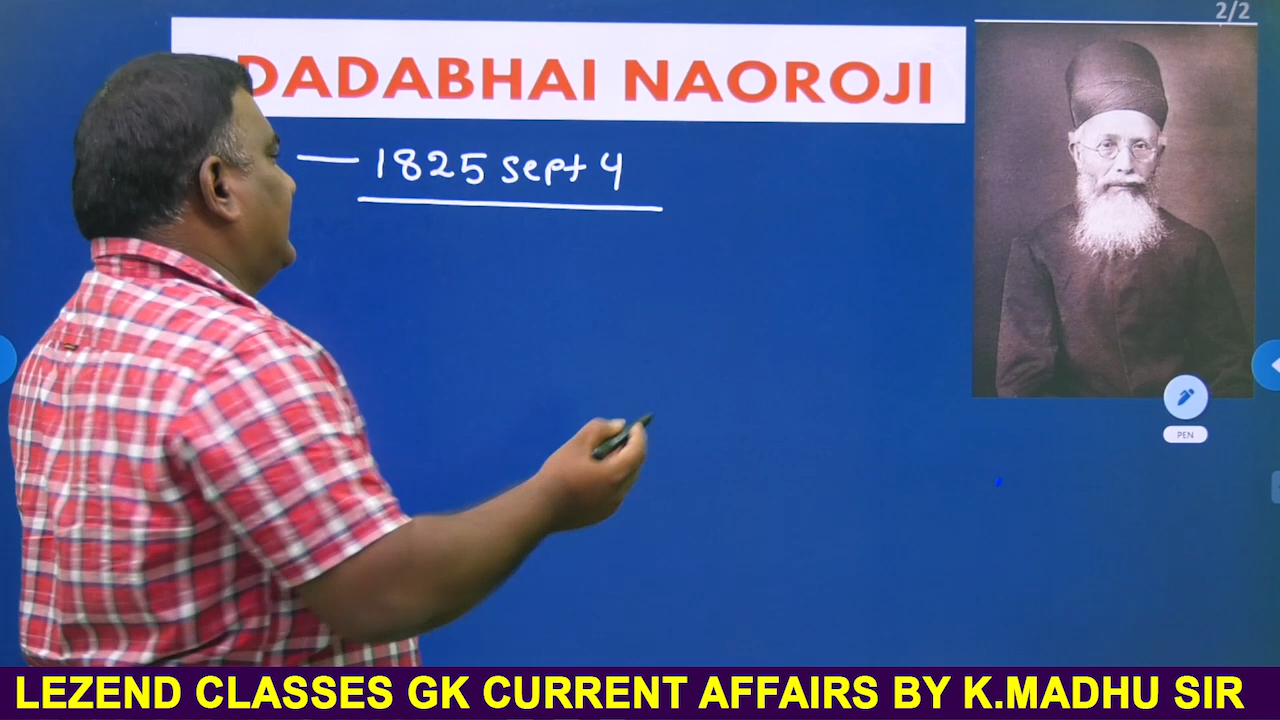 2/2
DADABHAI NAOROJI
— 1825 Sept 4
PEN
LEZEND CLASSES GK CURRENT AFFAIRS BY K.MADHU SIR